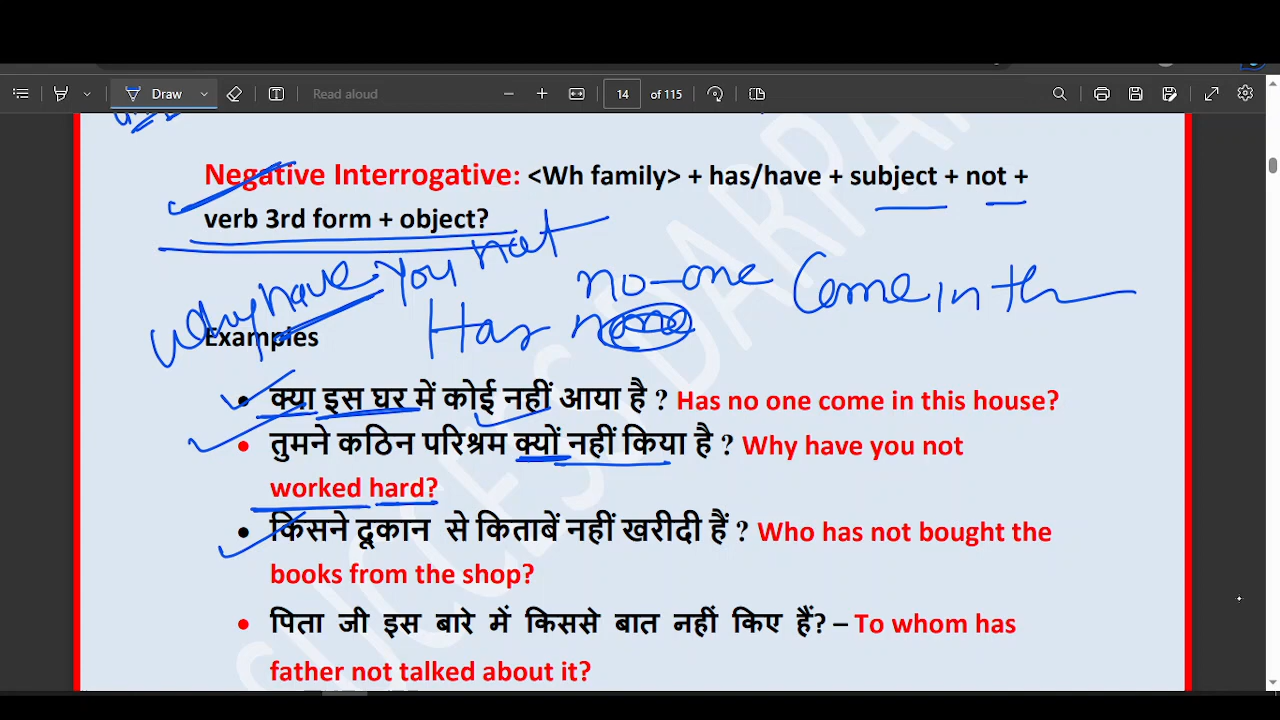 Draw
Read aloud
14 of 115
Negative Interrogative: <Wh family> + has/have + subject + not +
verb 3rd form + object?
Why have you not
no-one Come in th
Has none
Examples
• क्या इस घर में कोई नहीं आया है ? Has no one come in this house?
• तुमने कठिन परिश्रम क्यों नहीं किया है ? Why have you not
worked hard?
• किसने दूकान से किताबें नहीं खरीदी हैं ? Who has not bought the
books from the shop?
• पिता जी इस बारे में किससे बात नहीं किए हैं? – To whom has
father not talked about it?
SUCCESS DARPA